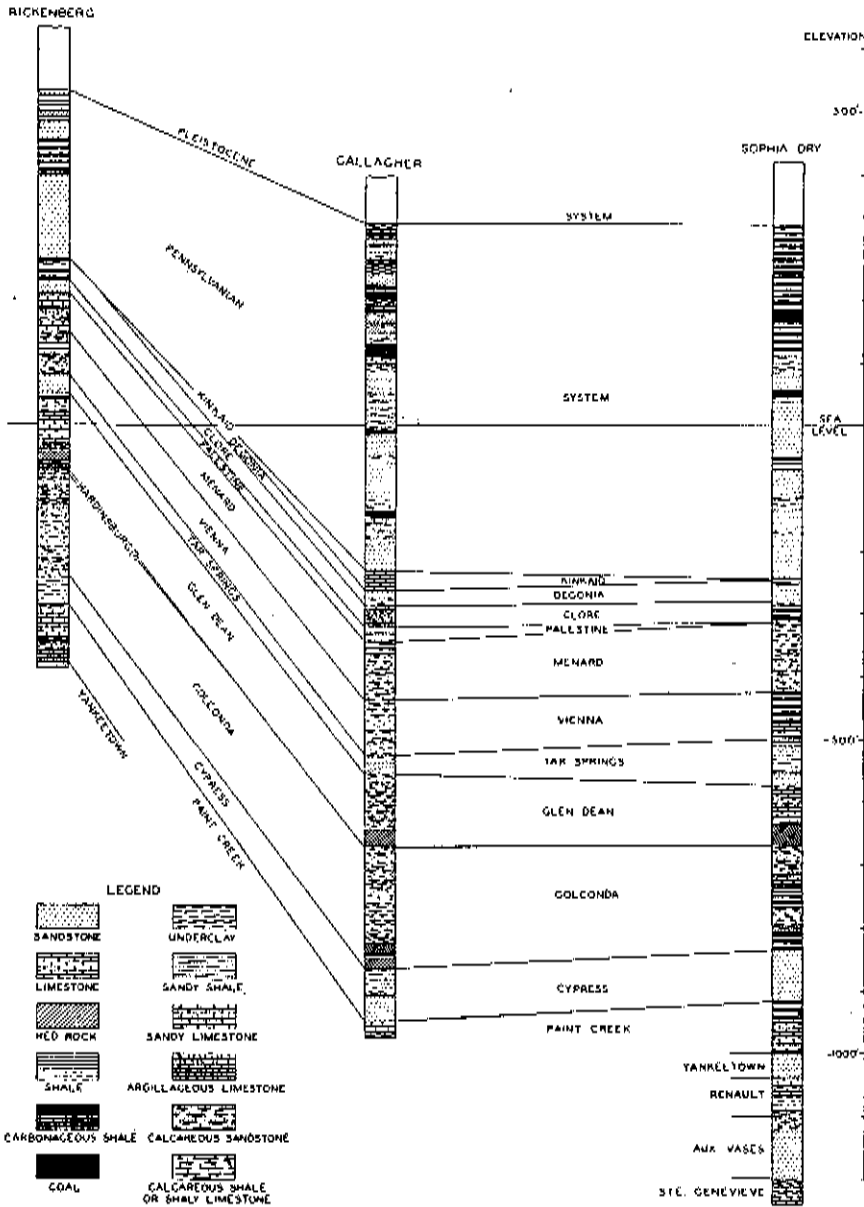 RICKENBERG
ELEVATION
500'
SOPHIA DRY
GALLAGHER
PLEISTOCENE
SYSTEM
PENNSYLVANIAN
SYSTEM
SEA
LEVEL
KINKAID
DEGONIA
CLORE
PALESTINE
MENARD
VIENNA
TAR SPRINGS
HARDINSBURG
GLEN DEAN
GOLCONDA
CYPRESS
PAINT CREEK
YANKEETOWN
KINKAID
DEGONIA
CLORE
PALESTINE
MENARD
VIENNA
-500'
TAR SPRINGS
GLEN DEAN
GOLCONDA
CYPRESS
PAINT CREEK
-1000'
YANKEETOWN
RENAULT
AUX VASES
STE. GENEVIEVE
LEGEND
SANDSTONE
UNDERCLAY
LIMESTONE
SANDY SHALE
RED ROCK
SANDY LIMESTONE
SHALE
ARGILLACEOUS LIMESTONE
CARBONAGEOUS SHALE
CALCAREOUS SANDSTONE
COAL
CALCAREOUS SHALE
OR SHALY LIMESTONE